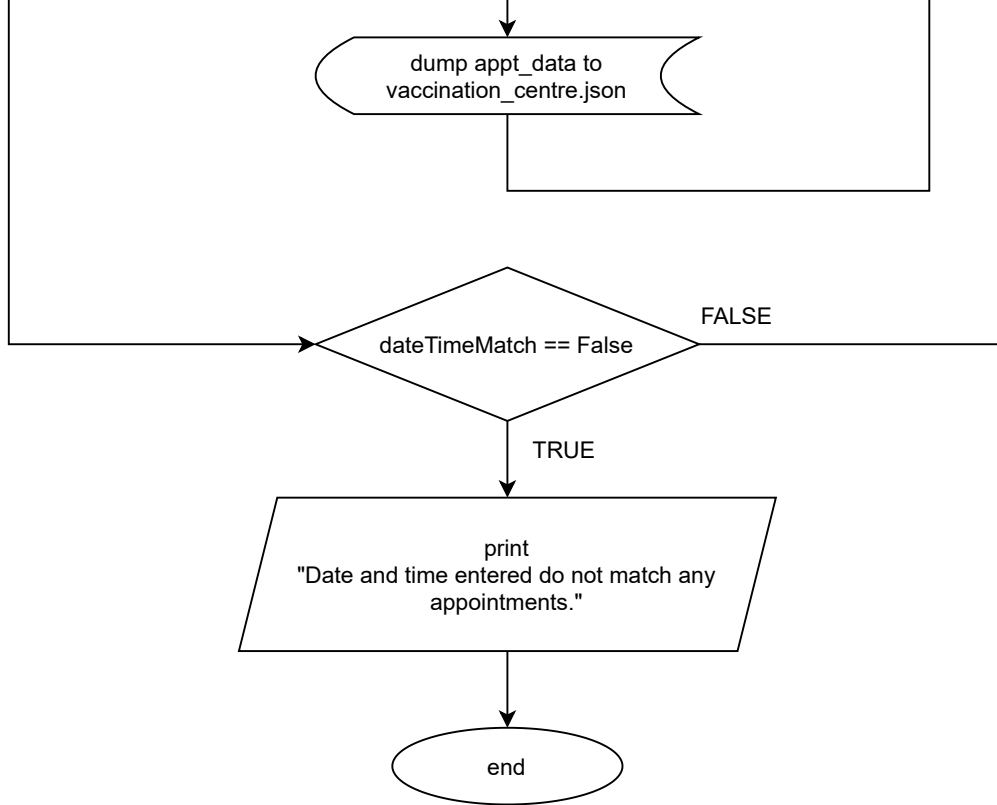 dump appt_data to
vaccination_centre.json
FALSE
dateTimeMatch == False
TRUE
print
"Date and time entered do not match any
appointments."
end